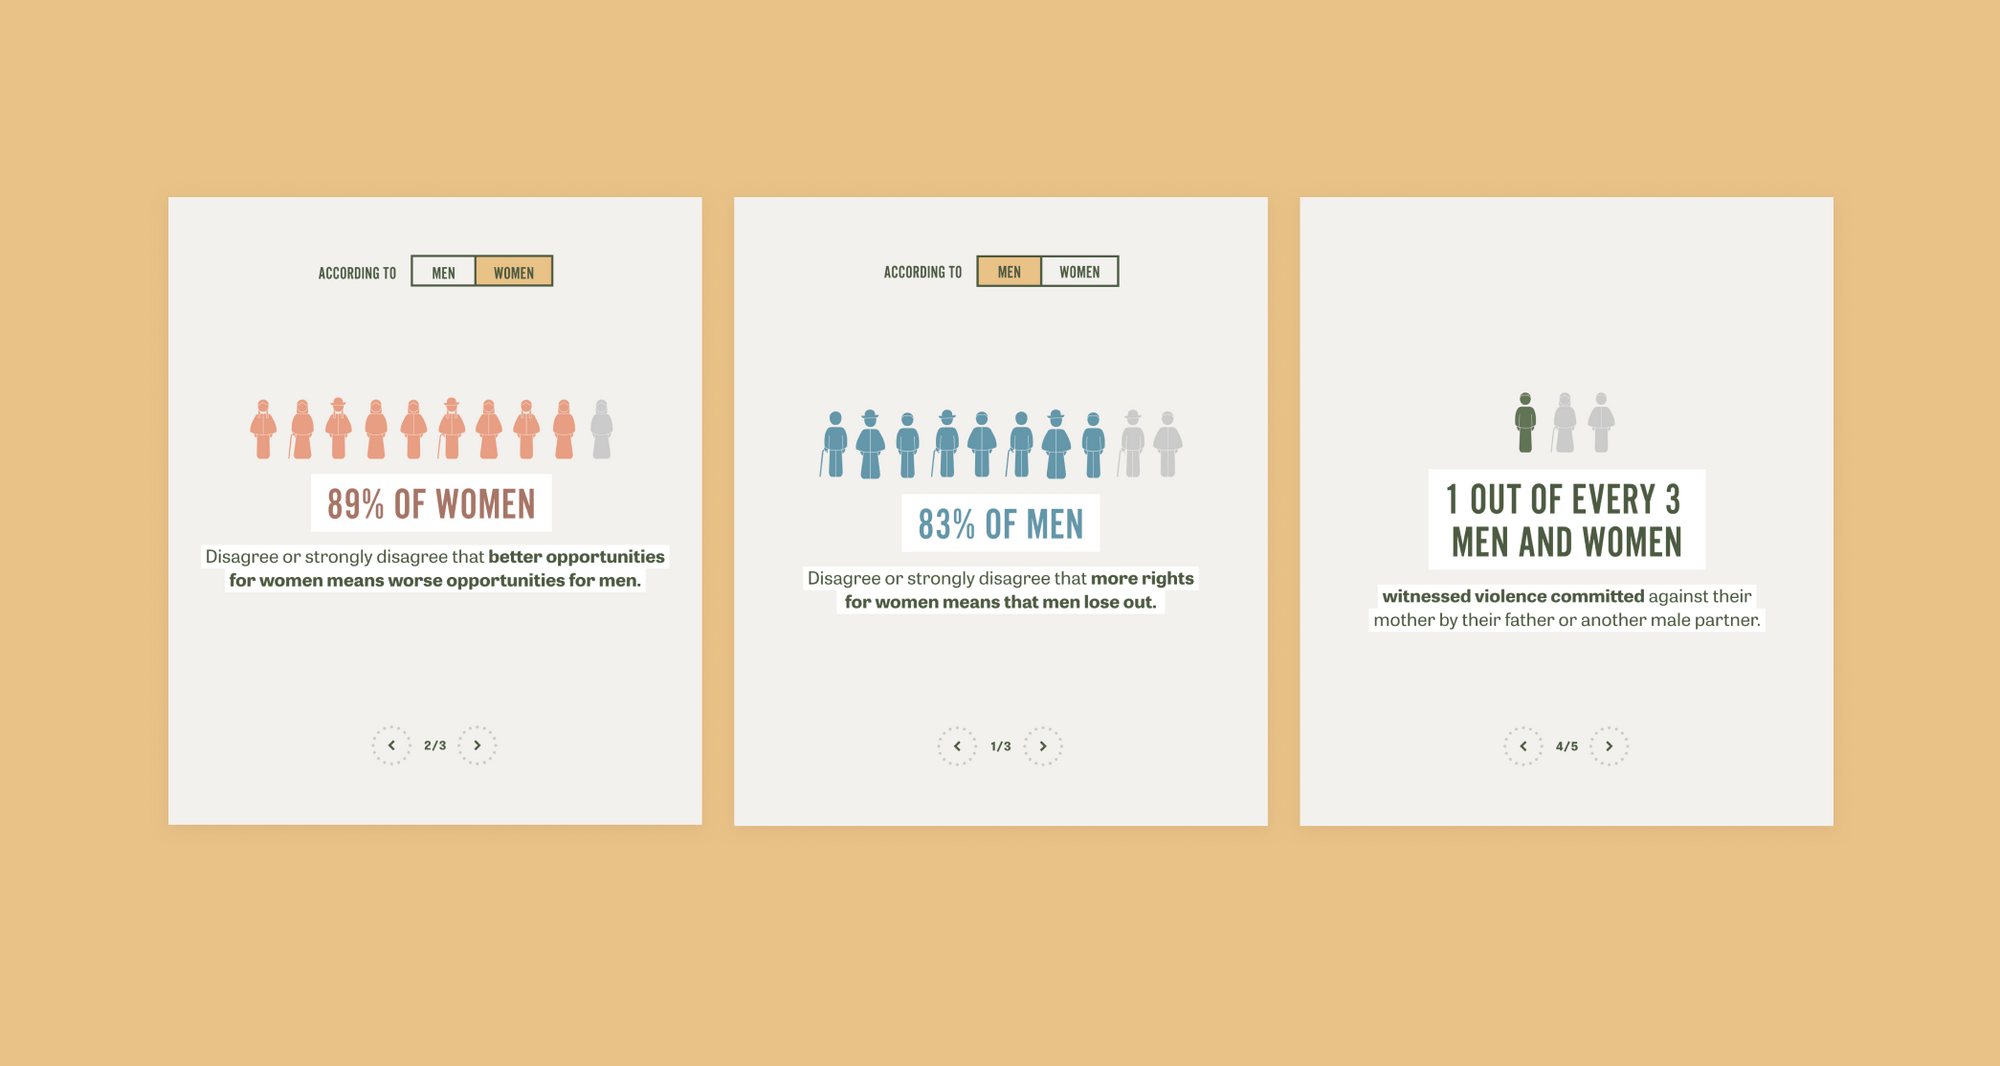 ACCORDING TO MEN WOMEN
89% OF WOMEN
Disagree or strongly disagree that better opportunities
for women means worse opportunities for men.
2/3
ACCORDING TO MEN WOMEN
83% OF MEN
Disagree or strongly disagree that more rights
for women means that men lose out.
1/3
1 OUT OF EVERY 3
MEN AND WOMEN
witnessed violence committed against their
mother by their father or another male partner.
4/5